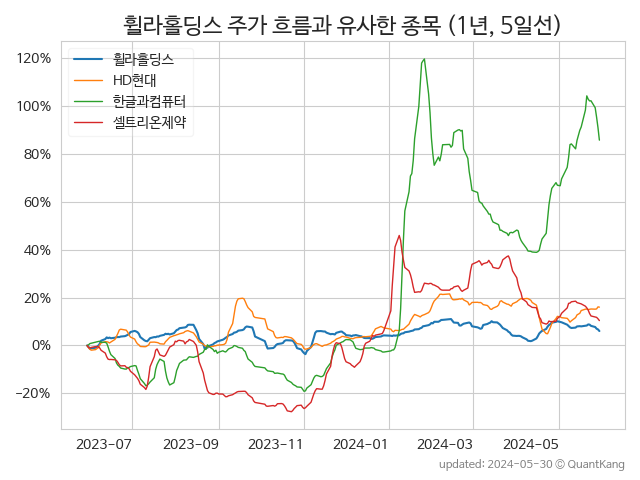 휠라홀딩스 주가 흐름과 유사한 종목 (1년, 5일선)
120%
100%
80%
60%
40%
20%
0%
−20%
휠라홀딩스
HD현대
한글과컴퓨터
셀트리온제약
2023-07
2023-09
2023-11
2024-01
2024-03
2024-05
updated: 2024-05-30 © QuantKang